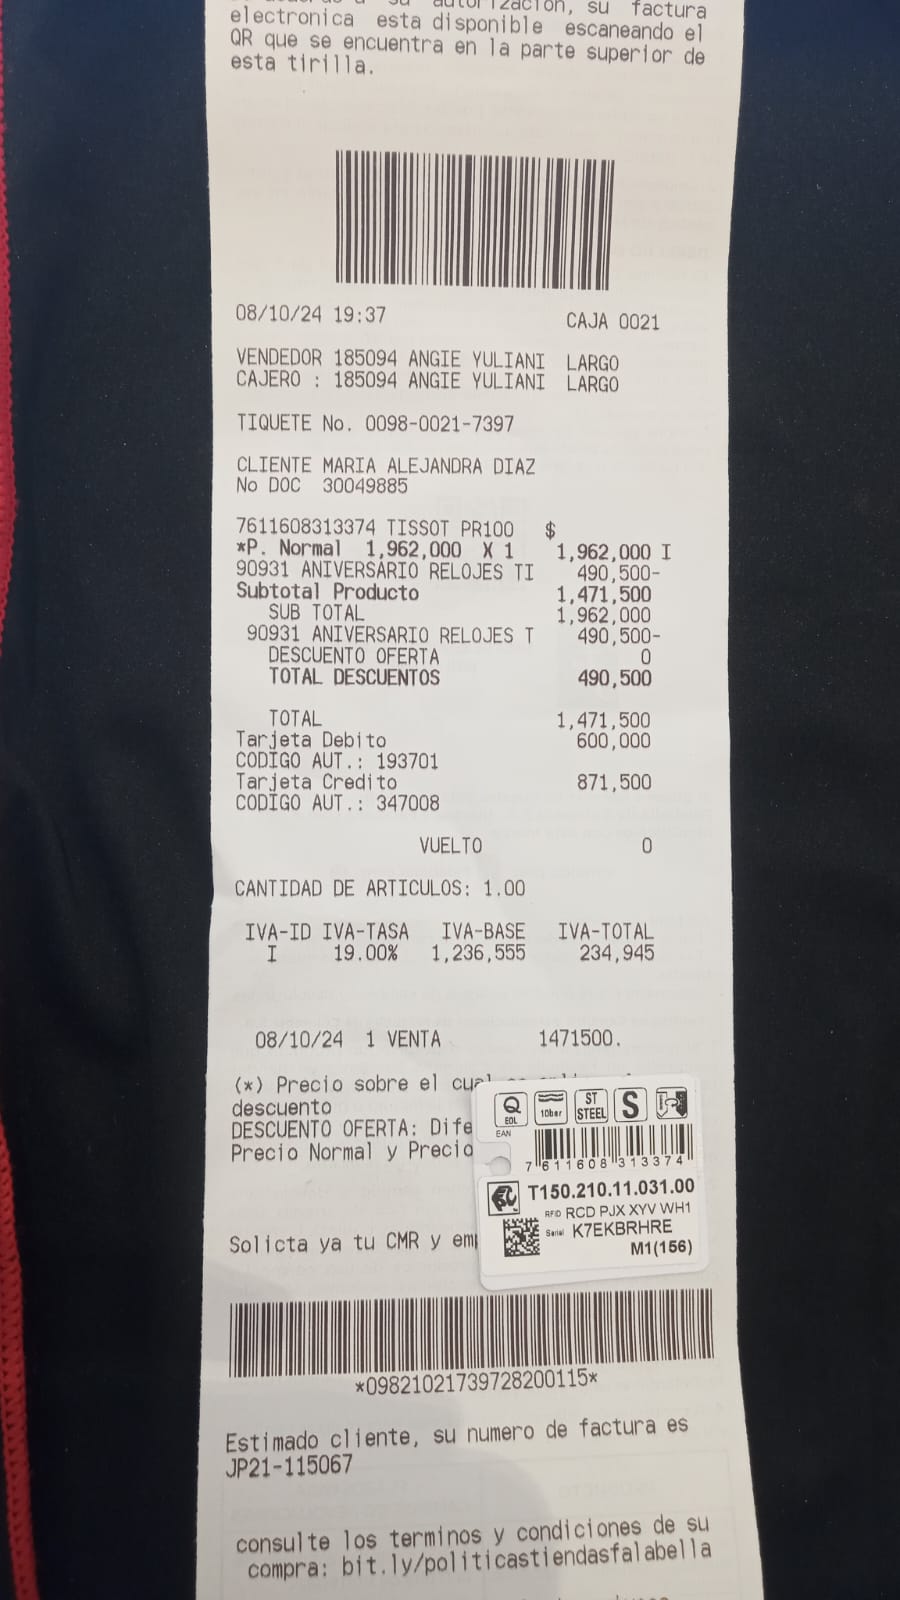 su factura
electronica esta disponible escaneando el
QR que se encuentra en la parte superior de
esta tirilla.
08/10/24 19:37 CAJA 0021
VENDEDOR 185094 ANGIE YULIANI LARGO
CAJERO : 185094 ANGIE YULIANI LARGO
TIQUETE No. 0098-0021-7397
CLIENTE MARIA ALEJANDRA DIAZ
No DOC 30049885
7611608313374 TISSOT PR100 $
*P. Normal 1,962,000 X 1 1,962,000 I
90931 ANIVERSARIO RELOJES TI 490,500-
Subtotal Producto 1,471,500
SUB TOTAL 1,962,000
90931 ANIVERSARIO RELOJES T 490,500-
DESCUENTO OFERTA 0
TOTAL DESCUENTOS 490,500
TOTAL 1,471,500
Tarjeta Debito 600,000
CODIGO AUT.: 193701
Tarjeta Credito 871,500
CODIGO AUT.: 347008
VUELTO 0
CANTIDAD DE ARTICULOS: 1.00
IVA-ID IVA-TASA IVA-BASE IVA-TOTAL
I 19.00% 1,236,555 234,945
08/10/24 1 VENTA 1471500.
(*) Precio sobre el
descuento
DESCUENTO OFERTA: Dife
Precio Normal y Precio
Q EOL 10bar ST STEEL S
EAN
7 611608 313374
T150.210.11.031.00
RFID RCD PJX XYV WH1
Serial K7EKBRHRE
M1(156)
Solicta ya tu CMR y
*09821021739728200115*
Estimado cliente, su numero de factura es
JP21-115067
consulte los terminos y condiciones de su
compra: bit.ly/politicastiendasfalabella